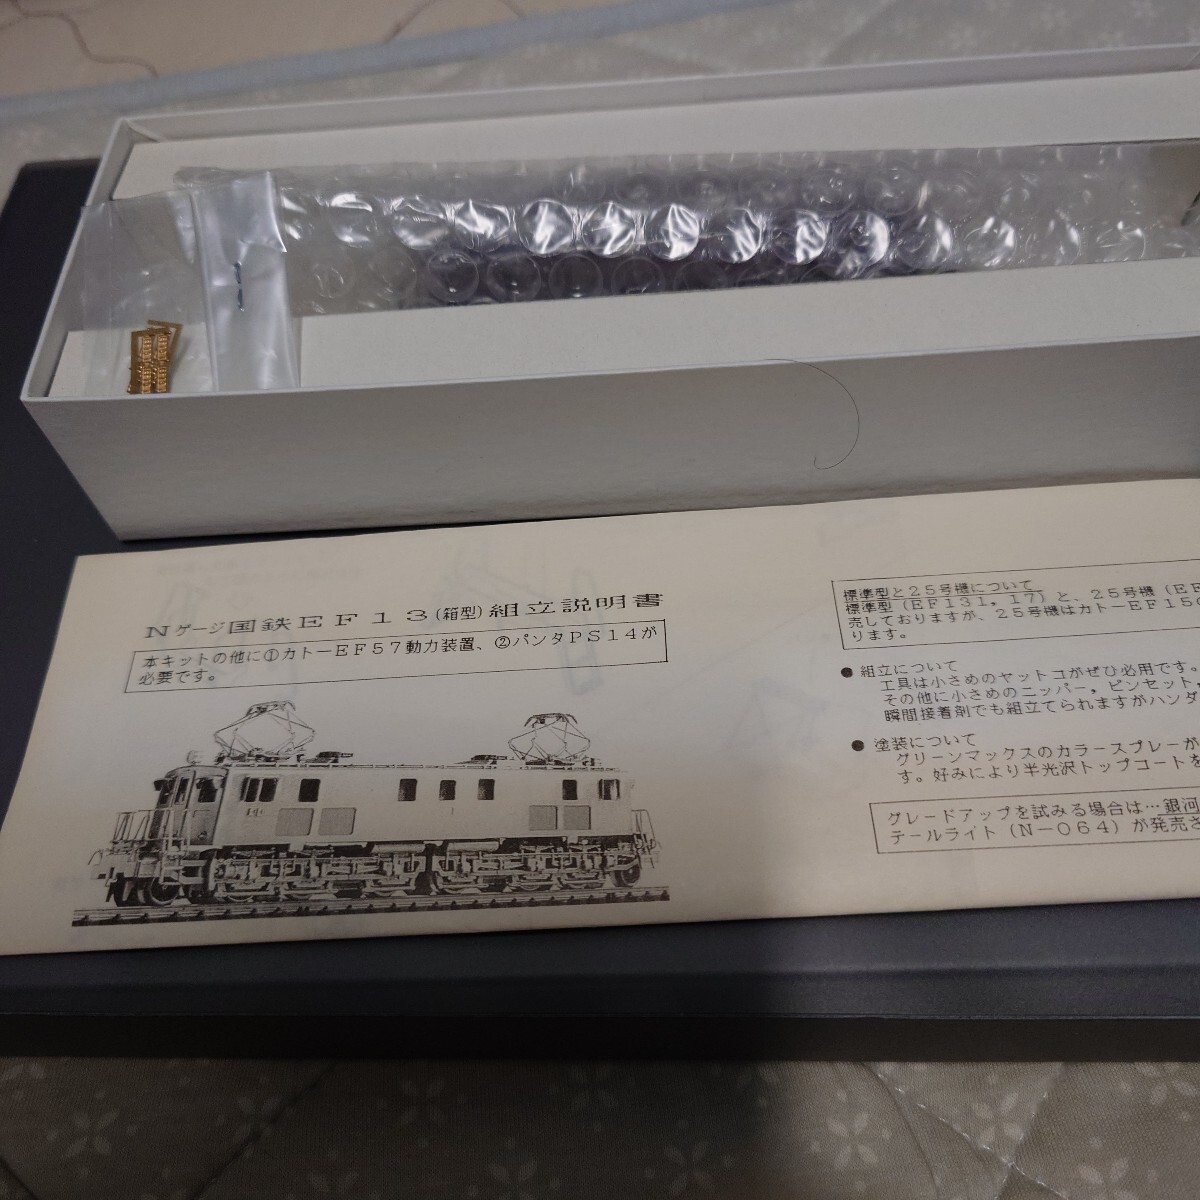 Nゲージ国鉄EF13(箱型)組立説明書
本キットの他に①カトーEF57動力装置、②パンタPS14が
必要です。
標準型と25号機について
標準型(EF131,17)と、25号機(EF
売しておりますが、25号機はカトーEF150
ります。
●組立について
工具は小さめのヤットコがぜひ必用です。
その他に小さめのニッパー,ピンセット,
瞬間接着剤でも組立てられますがハンダ
●塗装について
グリーンマックスのカラースプレーが
す。好みにより半光沢トップコートを
グレードアップを試みる場合は…銀河
テールライト(N-064)が発売さ